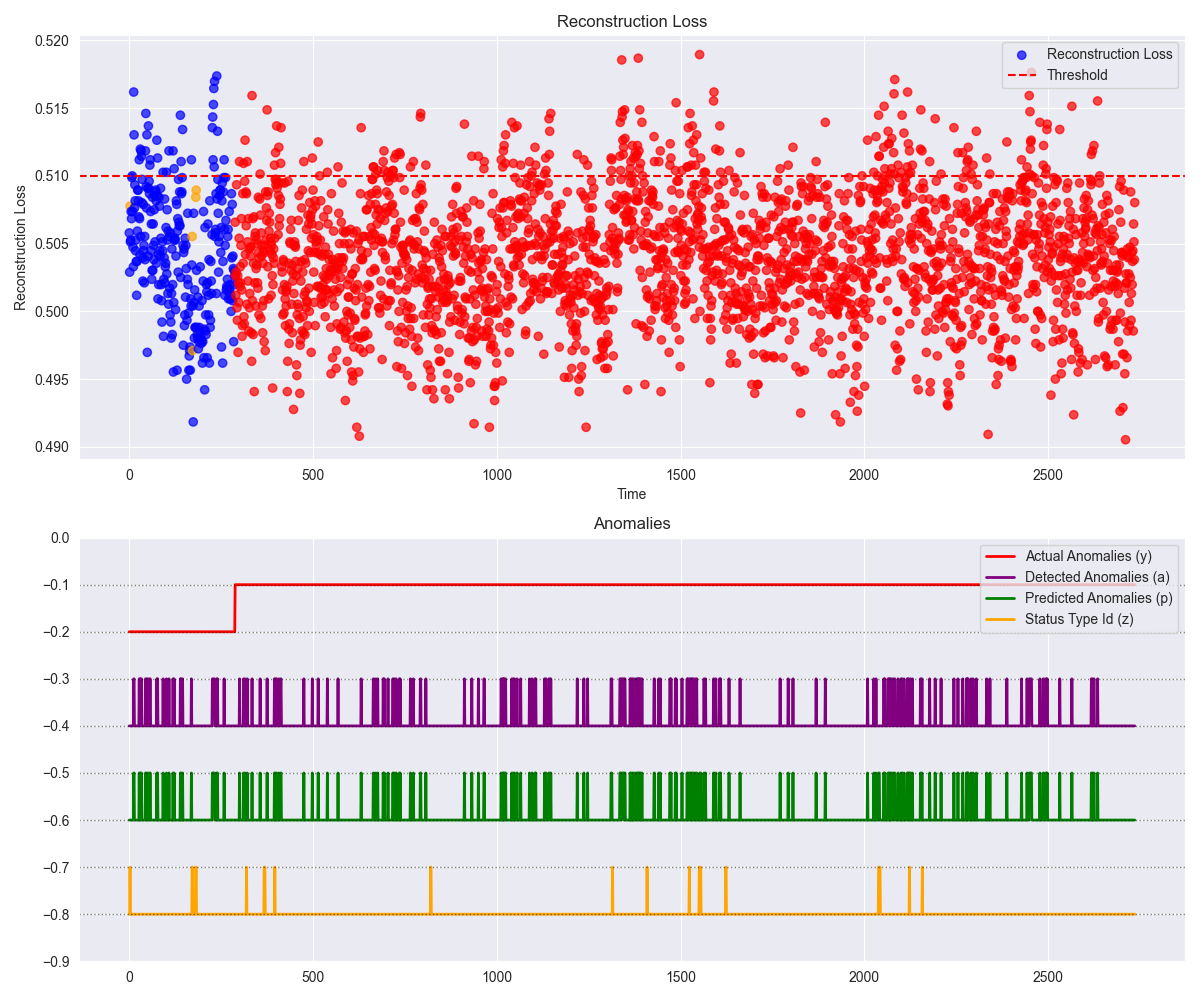 Reconstruction Loss
0.520
0.515
0.510
0.505
0.500
0.495
0.490
Reconstruction Loss
Reconstruction Loss
Threshold
0
500
1000
1500
2000
2500
Time
Anomalies
0.0
−0.1
−0.2
−0.3
−0.4
−0.5
−0.6
−0.7
−0.8
−0.9
Actual Anomalies (y)
Detected Anomalies (a)
Predicted Anomalies (p)
Status Type Id (z)
0
500
1000
1500
2000
2500